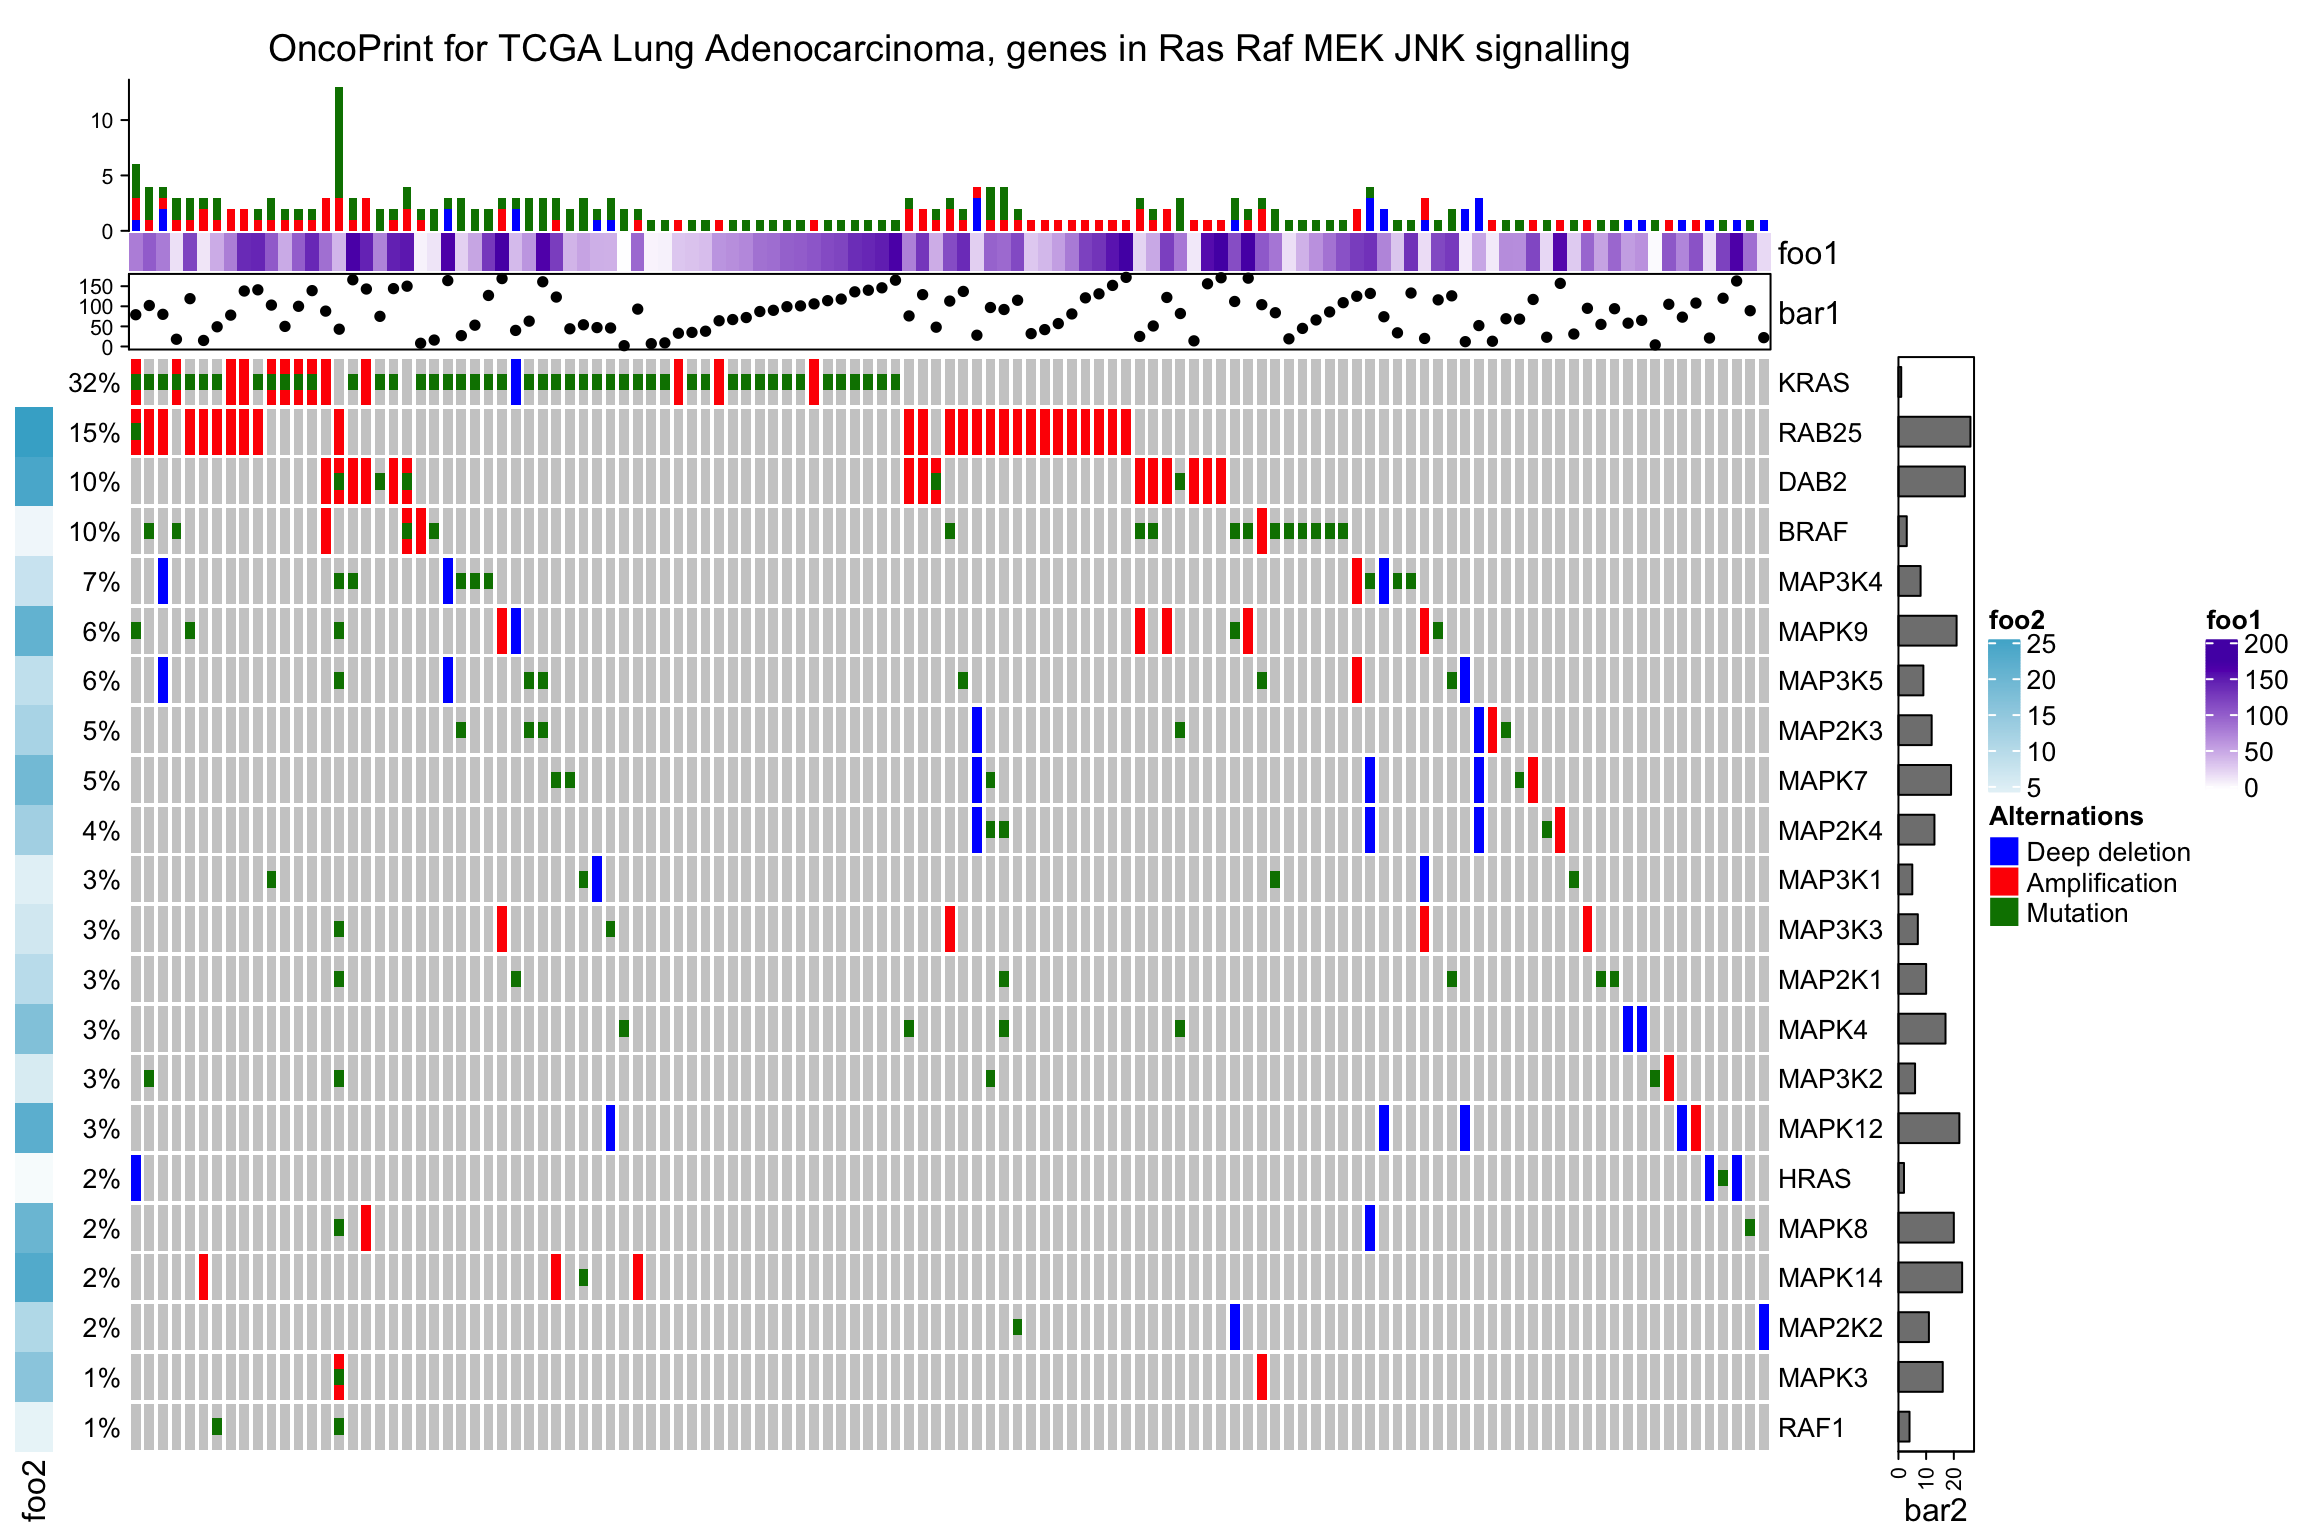 OncoPrint for TCGA Lung Adenocarcinoma, genes in Ras Raf MEK JNK signalling
10
5
0
foo1
150
100
50
0
bar1
32% KRAS
15% RAB25
10% DAB2
10% BRAF
7% MAP3K4
6% MAPK9
6% MAP3K5
5% MAP2K3
5% MAPK7
4% MAP2K4
3% MAP3K1
3% MAP3K3
3% MAP2K1
3% MAPK4
3% MAP3K2
3% MAPK12
2% HRAS
2% MAPK8
2% MAPK14
2% MAP2K2
1% MAPK3
1% RAF1
foo2
0 10 20
bar2
foo2
25
20
15
10
5
foo1
200
150
100
50
0
Alternations
Deep deletion
Amplification
Mutation